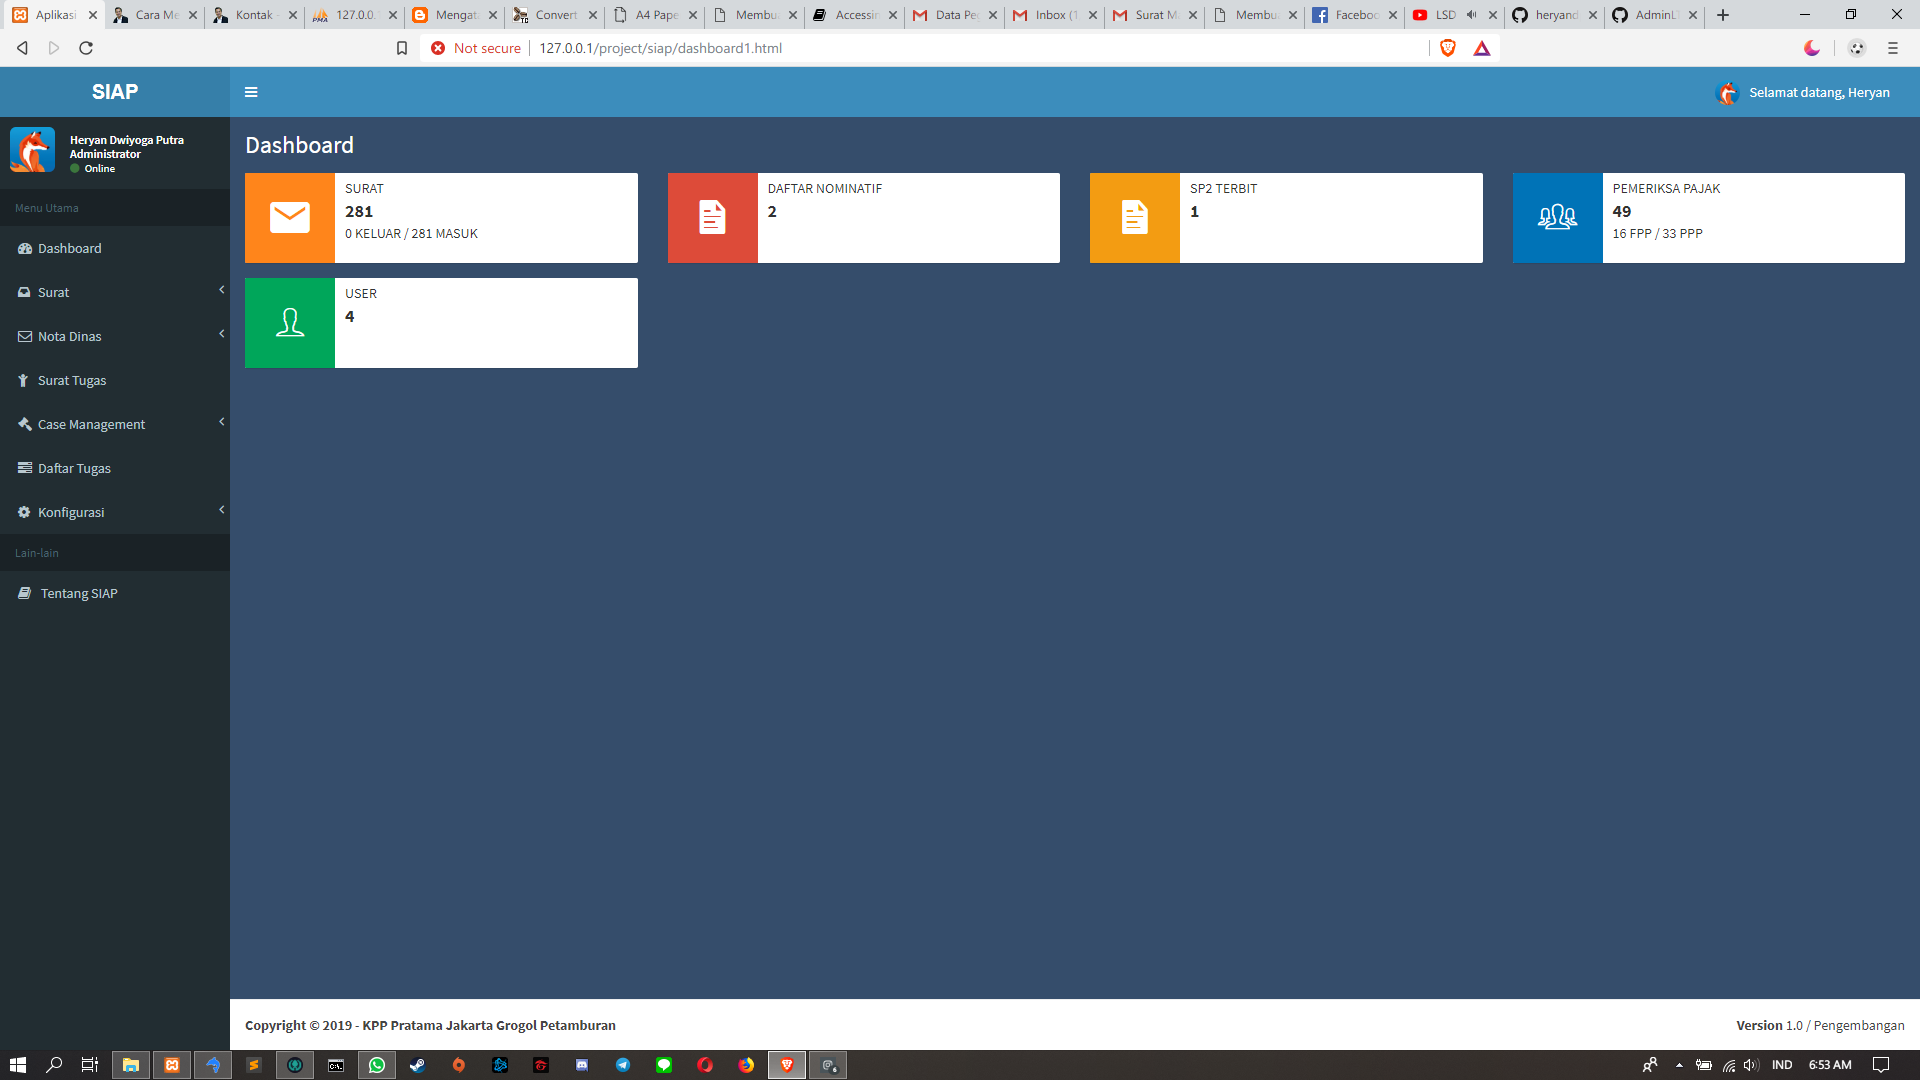 Aplikasi
Cara Me
Kontak -
127.0.0.
Mengata
Convert
A4 Pape
Membua
Accessin
Data Pe
Inbox (1
Surat Ma
Membu
Faceboo
LSD
heryand
AdminL
Not secure
127.0.0.1/project/siap/dashboard1.html
SIAP
Selamat datang, Heryan
Heryan Dwiyoga Putra
Administrator
Online
Menu Utama
Dashboard
Surat
Nota Dinas
Surat Tugas
Case Management
Daftar Tugas
Konfigurasi
Lain-lain
Tentang SIAP
Dashboard
SURAT
281
0 KELUAR / 281 MASUK
DAFTAR NOMINATIF
2
SP2 TERBIT
1
PEMERIKSA PAJAK
49
16 FPP / 33 PPP
USER
4
Copyright © 2019 - KPP Pratama Jakarta Grogol Petamburan
Version 1.0 / Pengembangan
IND
6:53 AM